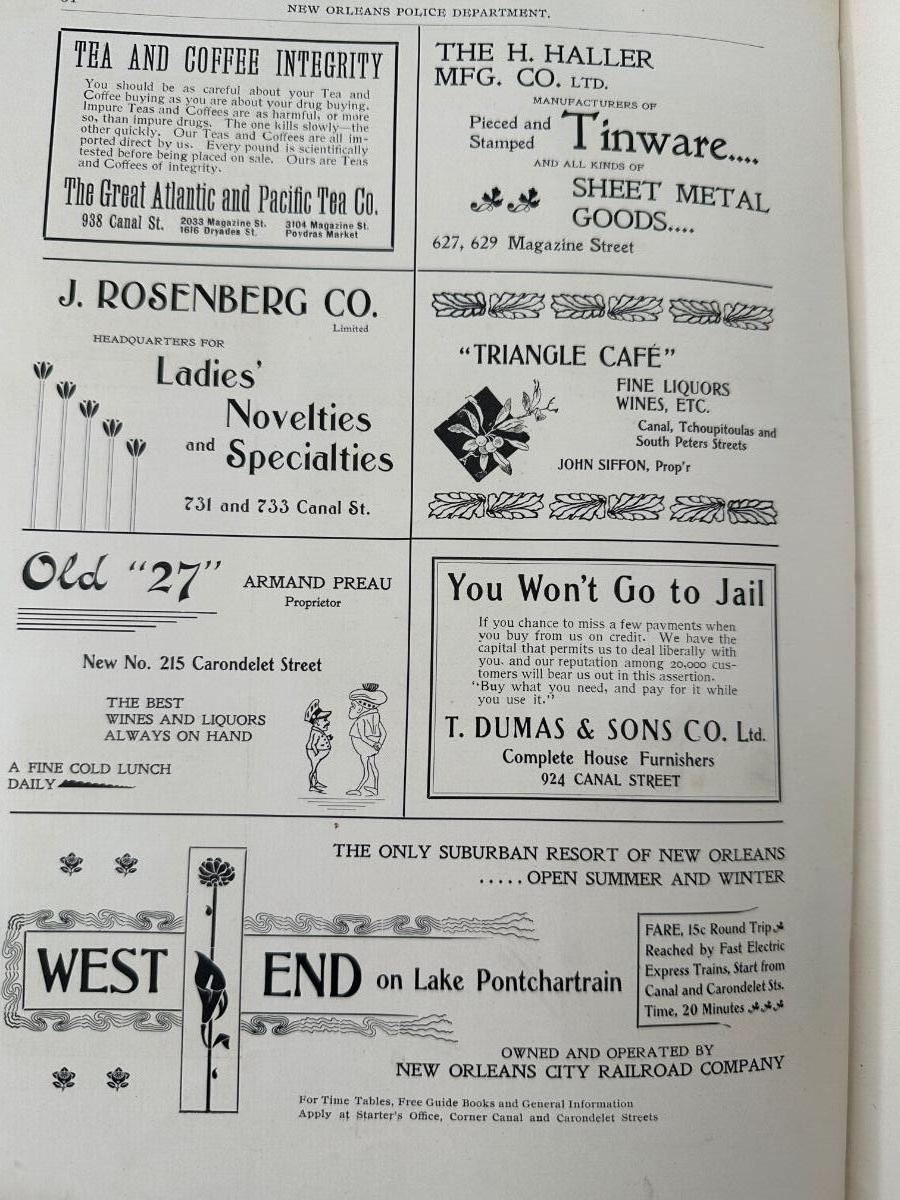 NEW ORLEANS POLICE DEPARTMENT.
TEA AND COFFEE INTEGRITY
You should be as careful about your Tea and
Coffee buying as you are about your drug buying.
Impure Teas and Coffees are as harmful, or more
so, than impure drugs. The one kills slowly—the
other quickly. Our Teas and Coffees are all im-
ported direct by us. Every pound is scientifically
tested before being placed on sale. Ours are Teas
and Coffees of integrity.
The Great Atlantic and Pacific Tea Co.
938 Canal St. 2033 Magazine St. 3104 Magazine St.
1616 Dryades St. Poydras Market
THE H. HALLER
MFG. CO. LTD.
MANUFACTURERS OF
Pieced and
Stamped Tinware....
AND ALL KINDS OF
SHEET METAL
GOODS....
627, 629 Magazine Street
J. ROSENBERG CO.
Limited
HEADQUARTERS FOR
Ladies'
Novelties
and Specialties
731 and 733 Canal St.
"TRIANGLE CAFÉ"
FINE LIQUORS
WINES, ETC.
Canal, Tchoupitoulas and
South Peters Streets
JOHN SIFFON, Prop'r
Old "27"
ARMAND PREAU
Proprietor
New No. 215 Carondelet Street
THE BEST
WINES AND LIQUORS
ALWAYS ON HAND
A FINE COLD LUNCH
DAILY
You Won't Go to Jail
If you chance to miss a few payments when
you buy from us on credit. We have the
capital that permits us to deal liberally with
you, and our reputation among 20,000 cus-
tomers will bear us out in this assertion.
"Buy what you need, and pay for it while
you use it."
T. DUMAS & SONS CO. Ltd.
Complete House Furnishers
924 CANAL STREET
THE ONLY SUBURBAN RESORT OF NEW ORLEANS
.....OPEN SUMMER AND WINTER
WEST END on Lake Pontchartrain
FARE, 15c Round Trip
Reached by Fast Electric
Express Trains, Start from
Canal and Carondelet Sts.
Time, 20 Minutes
OWNED AND OPERATED BY
NEW ORLEANS CITY RAILROAD COMPANY
For Time Tables, Free Guide Books and General Information
Apply at Starter's Office, Corner Canal and Carondelet Streets